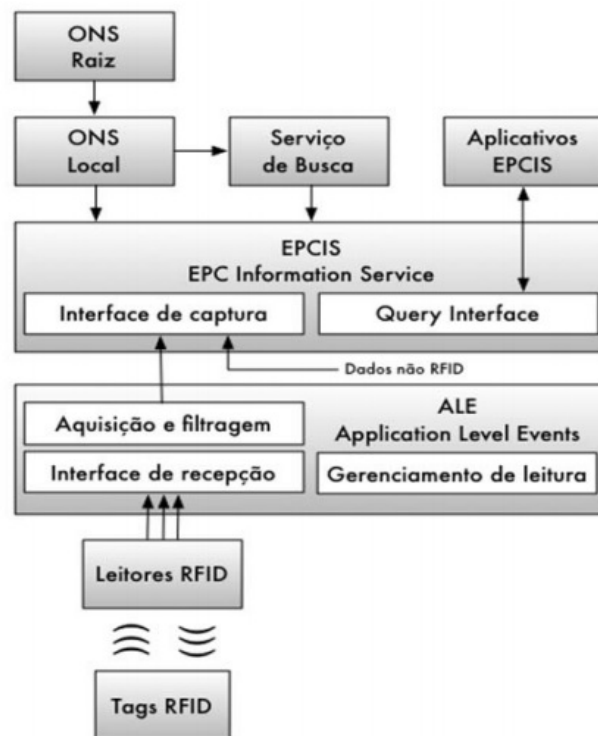 ONS
Raiz
ONS
Local
Serviço
de Busca
Aplicativos
EPCIS
EPCIS
EPC Information Service
Interface de captura
Query Interface
Dados não RFID
ALE
Application Level Events
Aquisição e filtragem
Interface de recepção
Gerenciamento de leitura
Leitores RFID
Tags RFID